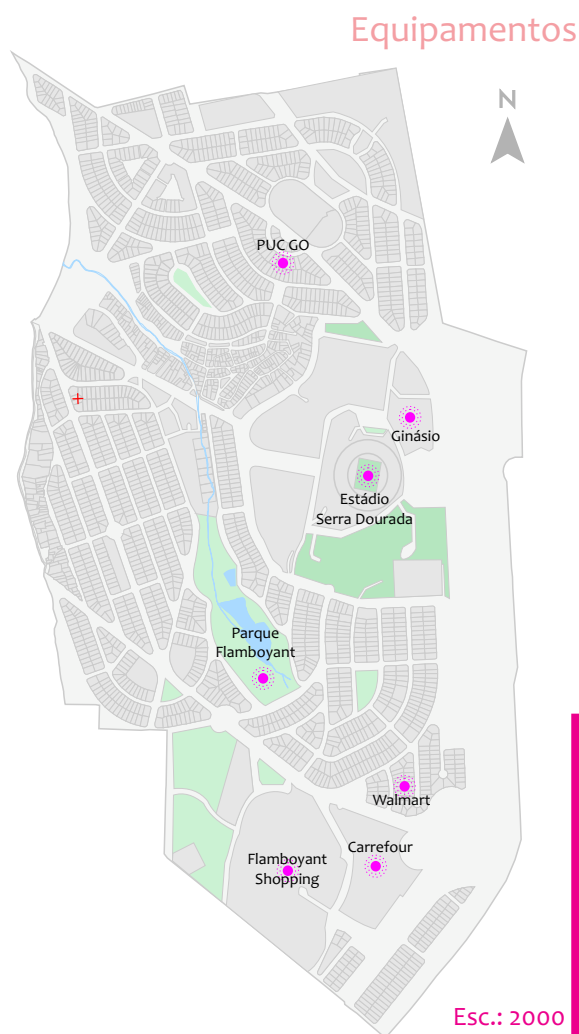 Equipamentos
N
PUC GO
Ginásio
Estádio
Serra Dourada
Parque
Flamboyant
Walmart
Carrefour
Flamboyant
Shopping
Esc.: 2000